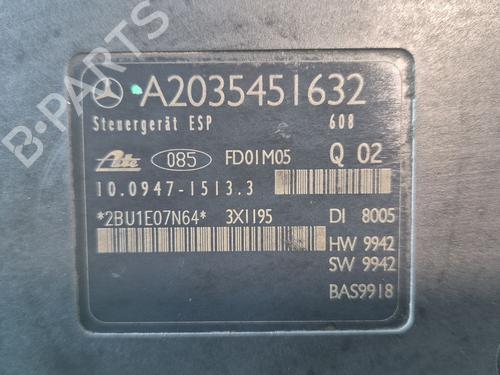 A2035451632
Steuergerät ESP 608
Ate 085 FD01M05 Q 02
10.0947-1513.3
*2BU1E07N64* 3X1195 DI 8005
HW 9942
SW 9942
BAS9918
B-PARTS